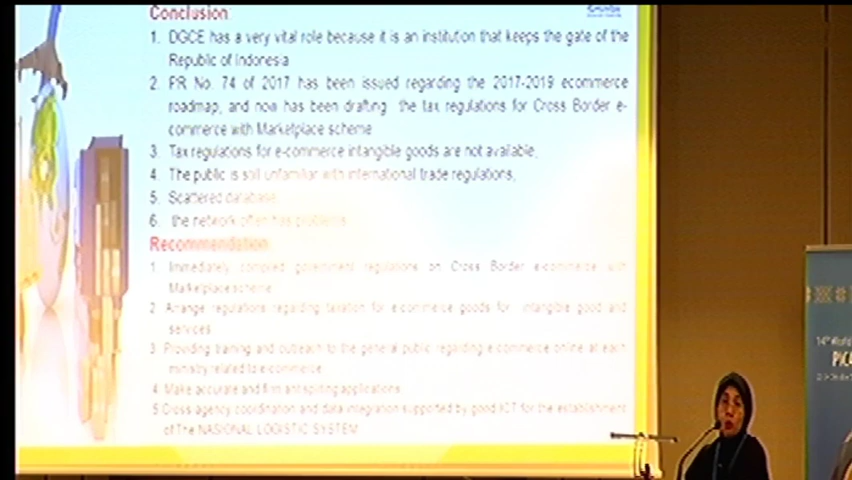 Conclusion
1. DGCE has a very vital role because it is an institution that keeps the gate of the
Republic of Indonesia
2. PR No. 74 of 2017 has been issued regarding the 2017-2019 ecommerce
roadmap, and now has been drafting the tax regulations for Cross Border e-
commerce with Marketplace scheme
3. Tax regulations for e-commerce intangible goods are not available.
4. The public is still unfamiliar with international trade regulations.
5. Scattered database
6. the network often has problems
Recommendation
1. Immediately compiled government regulations on Cross Border e-commerce with
Marketplace scheme
2. Arrange regulations regarding taxation for e-commerce goods for intangible good and
services
3. Providing training and outreach to the general public regarding e-commerce online at each
ministry related to e-commerce
4. Make accurate and firm applications
5. Cross agency coordination and data integration supported by good ICT for the establishment
of The NASIONAL LOGISTIC SYSTEM
14th World
PIC